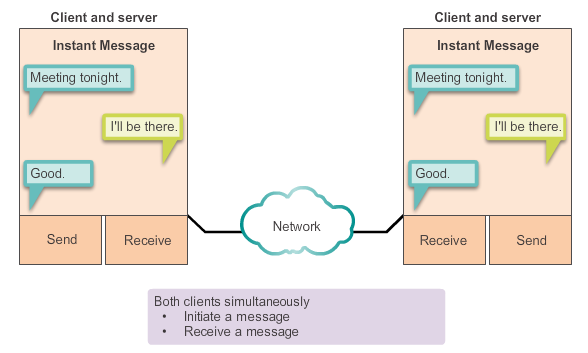 Client and server
Instant Message
Meeting tonight.
I'll be there.
Good.
Send
Receive
Network
Client and server
Instant Message
Meeting tonight.
I'll be there.
Good.
Receive
Send
Both clients simultaneously
• Initiate a message
• Receive a message